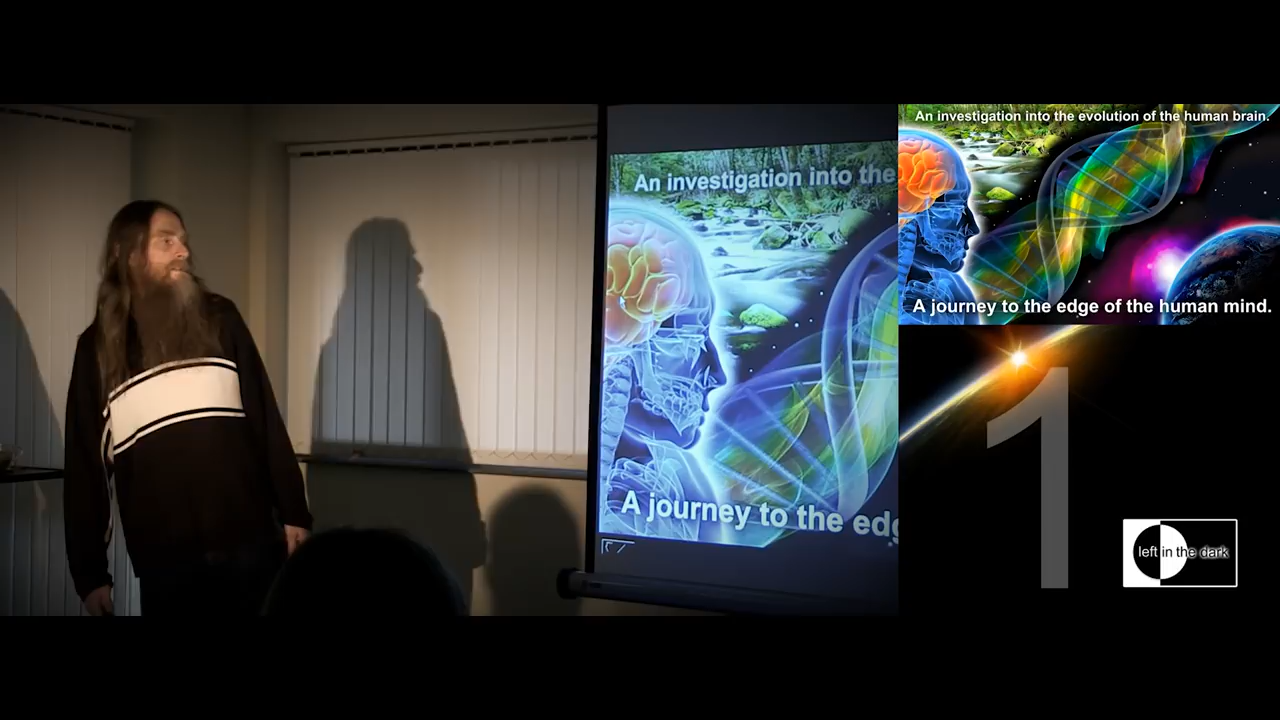 An investigation into the
A journey to the edg
An investigation into the evolution of the human brain.
A journey to the edge of the human mind.
1
left in the dark